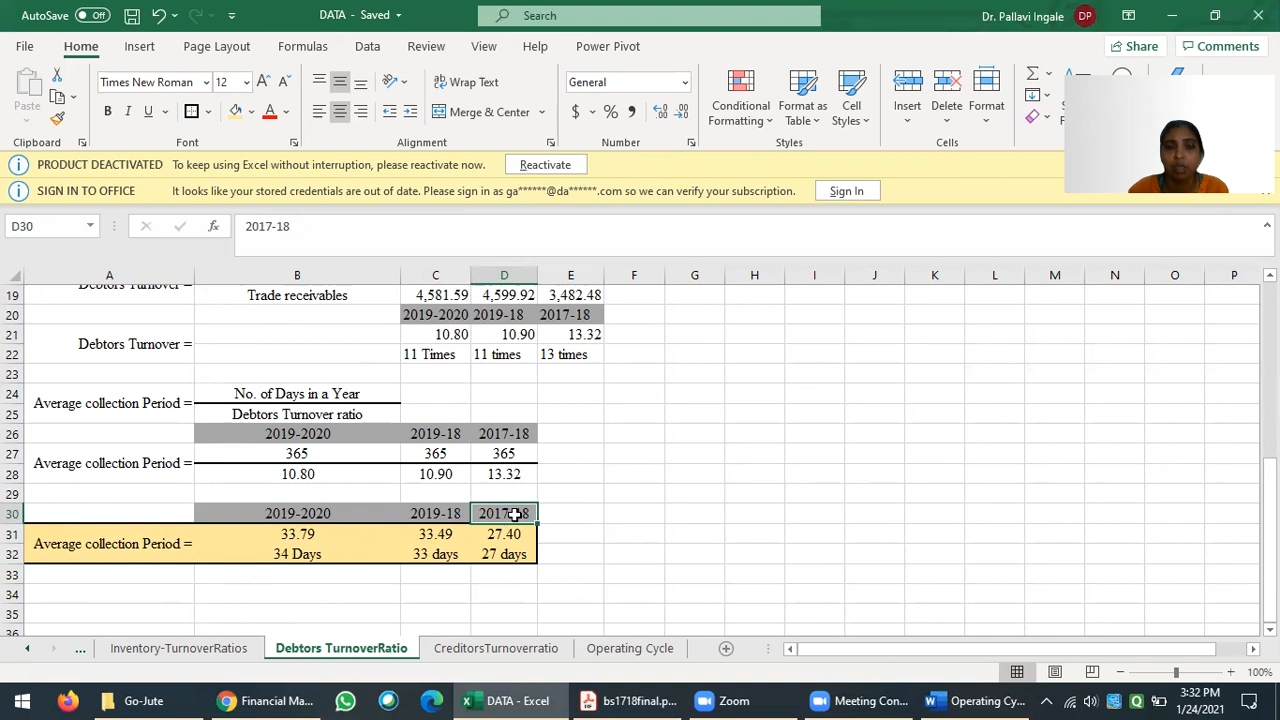 AutoSave Off DATA - Saved Search Dr. Pallavi Ingale DP
File Home Insert Page Layout Formulas Data Review View Help Power Pivot Share Comments
Paste Times New Roman 12 Wrap Text General Conditional Formatting Format as Table Cell Styles Insert Delete Format
B I U Merge & Center $ % ,
Clipboard Font Alignment Number Styles Cells
PRODUCT DEACTIVATED To keep using Excel without interruption, please reactivate now. Reactivate
SIGN IN TO OFFICE It looks like your stored credentials are out of date. Please sign in as ga******@da******.com so we can verify your subscription. Sign In
D30 fx 2017-18
A B C D E F G H I J K L M N O P
19 Trade receivables 4,581.59 4,599.92 3,482.48
20 2019-2020 2019-18 2017-18
21 10.80 10.90 13.32
Debtors Turnover =
22 11 Times 11 times 13 times
23
24 No. of Days in a Year
Average collection Period =
25 Debtors Turnover ratio
26 2019-2020 2019-18 2017-18
27 365 365 365
Average collection Period =
28 10.80 10.90 13.32
29
30 2019-2020 2019-18
31 33.79 33.49 27.40
Average collection Period =
32 34 Days 33 days 27 days
33
34
35
36
... Inventory-TurnoverRatios Debtors TurnoverRatio CreditorsTurnoverratio Operating Cycle
100%
Go-Jute Financial Ma... DATA - Excel bs1718final.p... Zoom Meeting Con... Operating Cy... 3:32 PM
1/24/2021